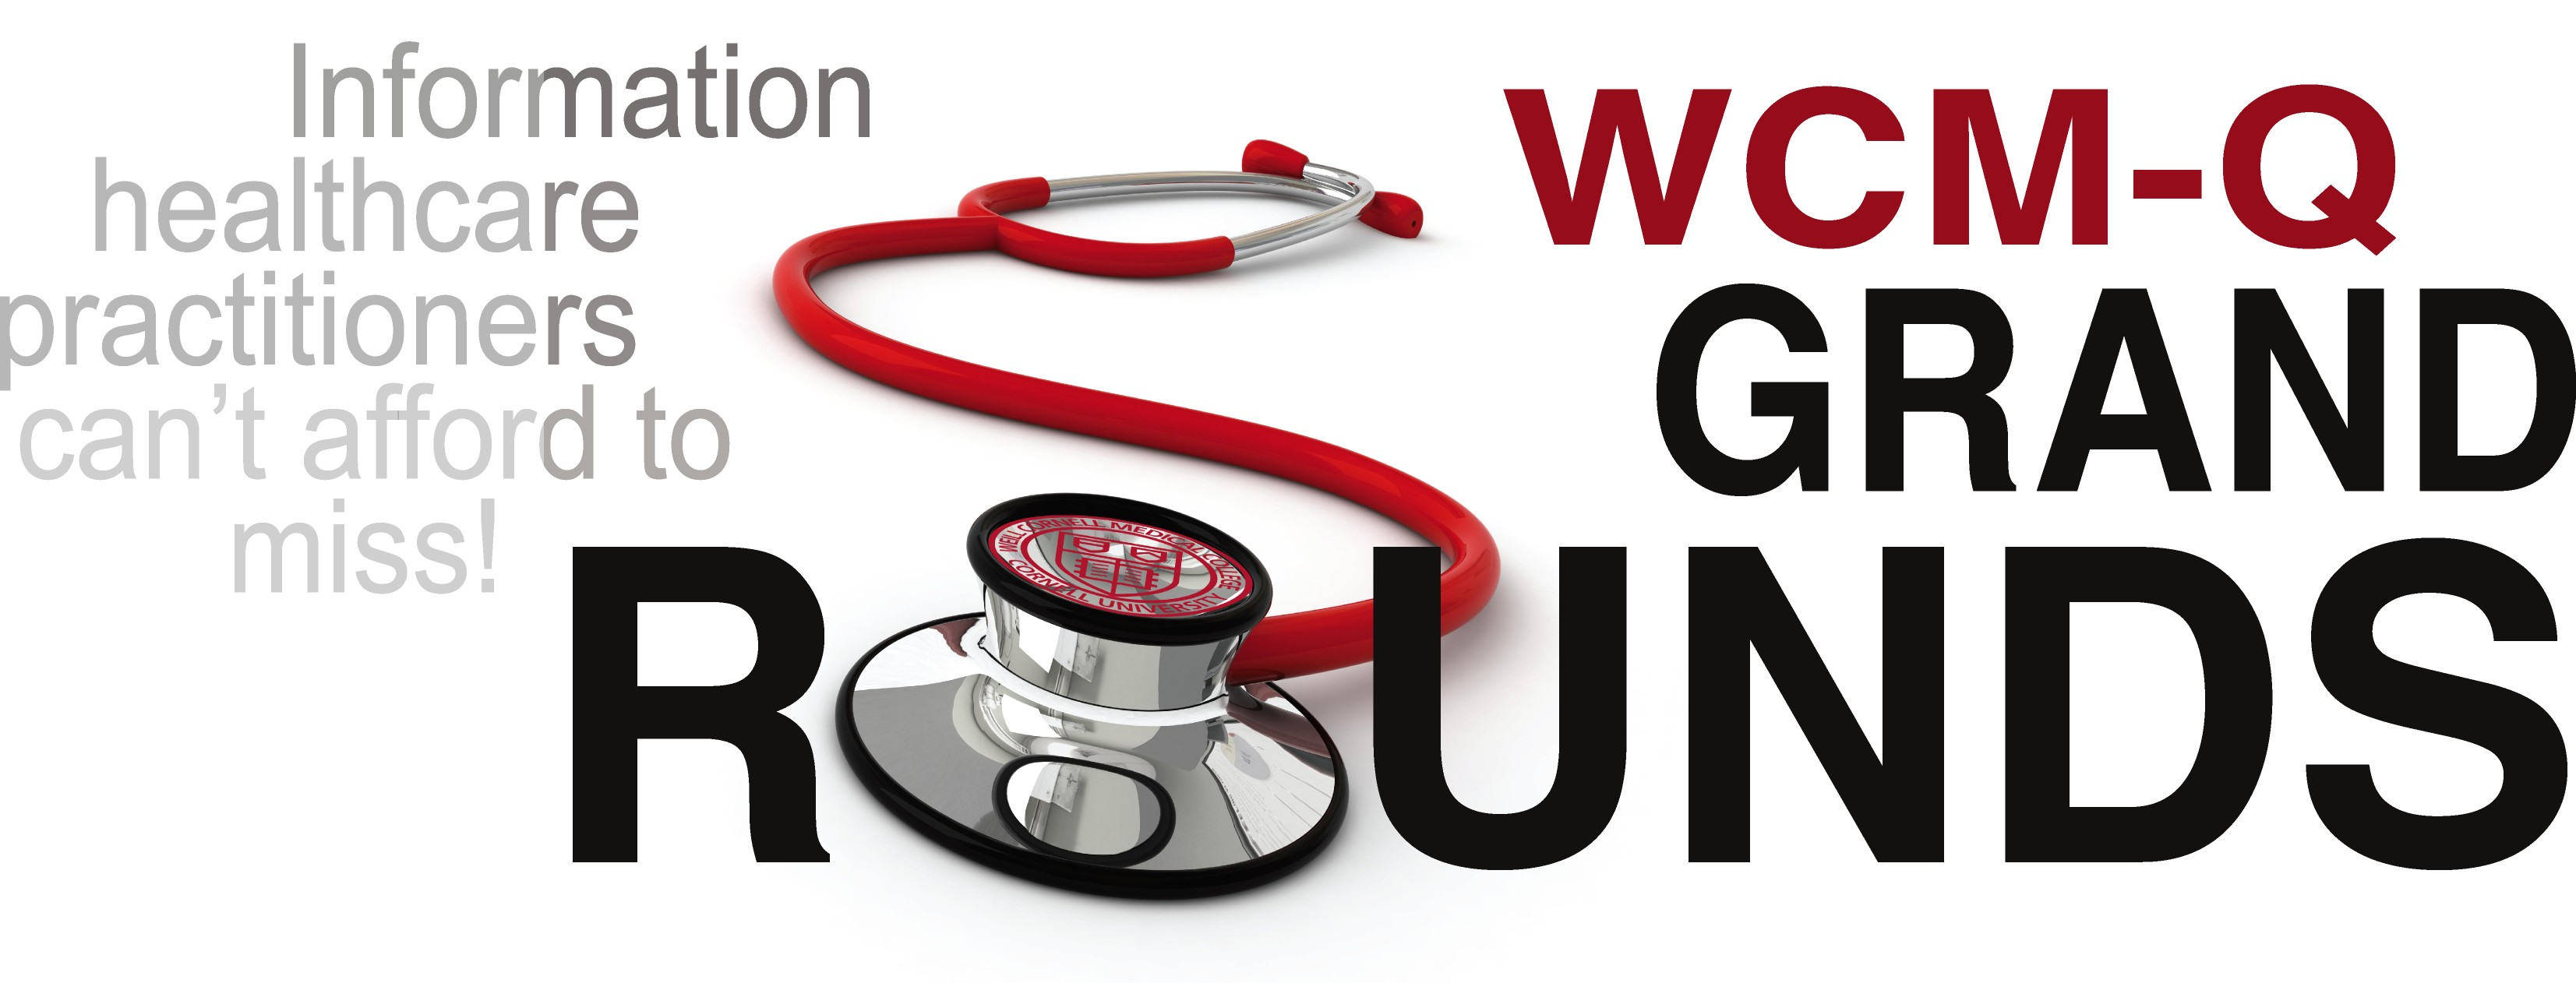 Information
healthcare
practitioners
can't afford to
miss!
WCM-Q
GRAND
ROUNDS
WEILL CORNELL MEDICAL COLLEGE
CORNELL UNIVERSITY